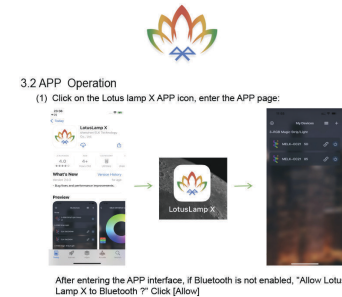 3.2 APP Operation
(1) Click on the Lotus lamp X APP icon, enter the APP page:
LotusLamp X
What's New
Preview
LotusLamp X
My Devices
After entering the APP interface, if Bluetooth is not enabled, "Allow Lotu
Lamp X to Bluetooth ?" Click [Allow]